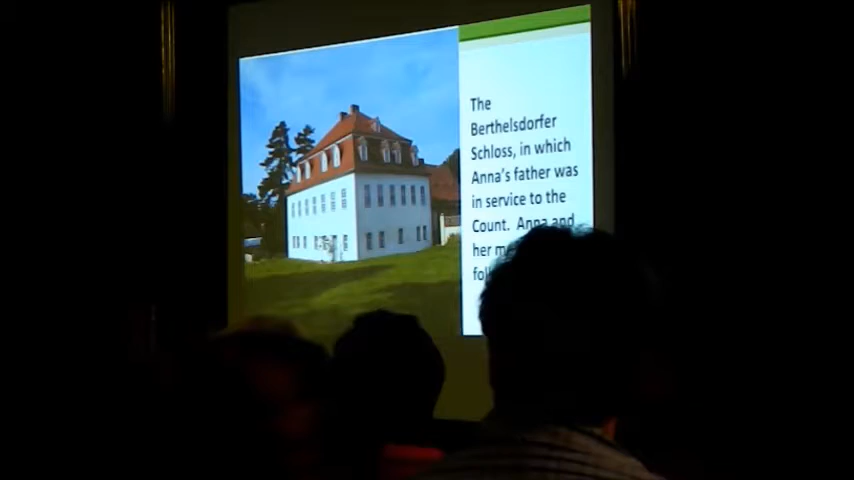 The
Berthelsdorfer
Schloss, in which
Anna's father was
in service to the
Count. Anna and
her